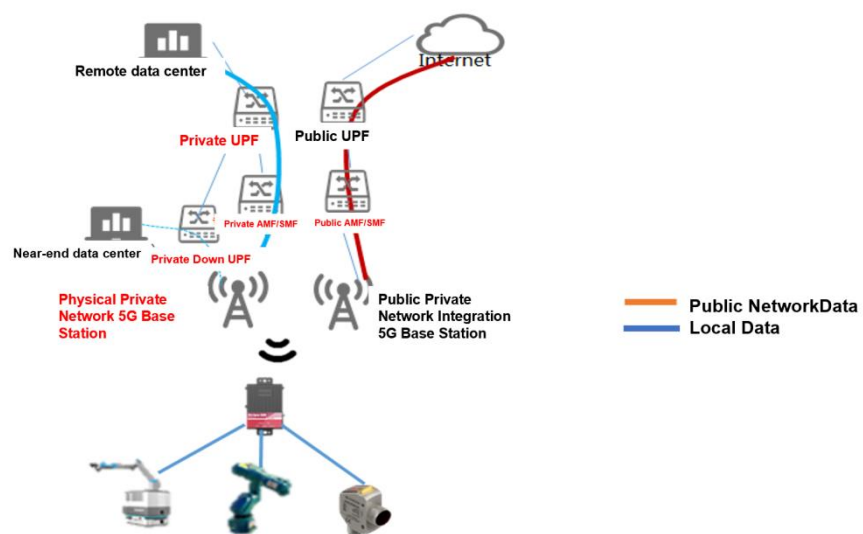 Internet
Remote data center
Private UPF
Public UPF
Private AMF/SMF
Public AMF/SMF
Near-end data center
Private Down UPF
Physical Private
Network 5G Base
Station
Public Private
Network Integration
5G Base Station
Public NetworkData
Local Data